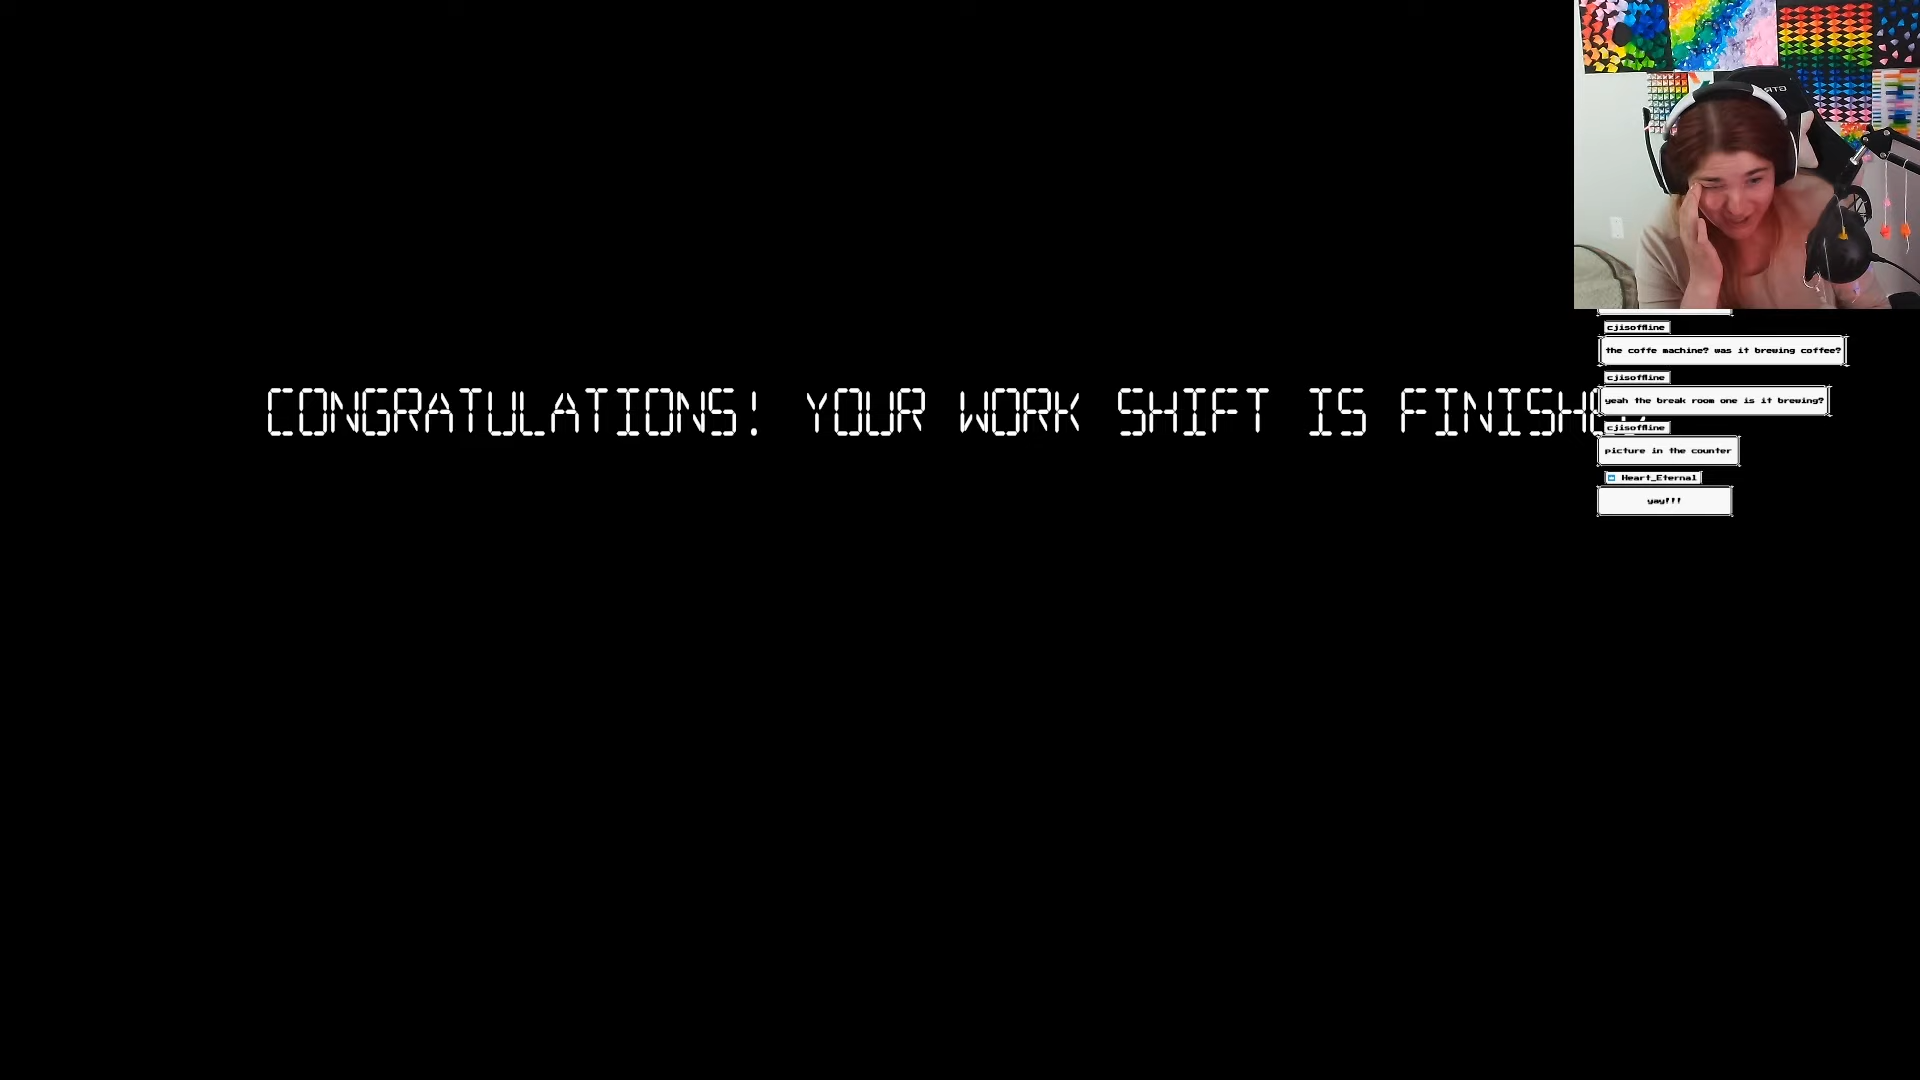 CONGRATULATIONS! YOUR WORK SHIFT IS
cjisoffline
the coffe machine? was it brewing coffee?
cjisoffline
yeah the break room one is it brewing?
cjisoffline
picture in the counter
Heart_Eternal
yay!!!